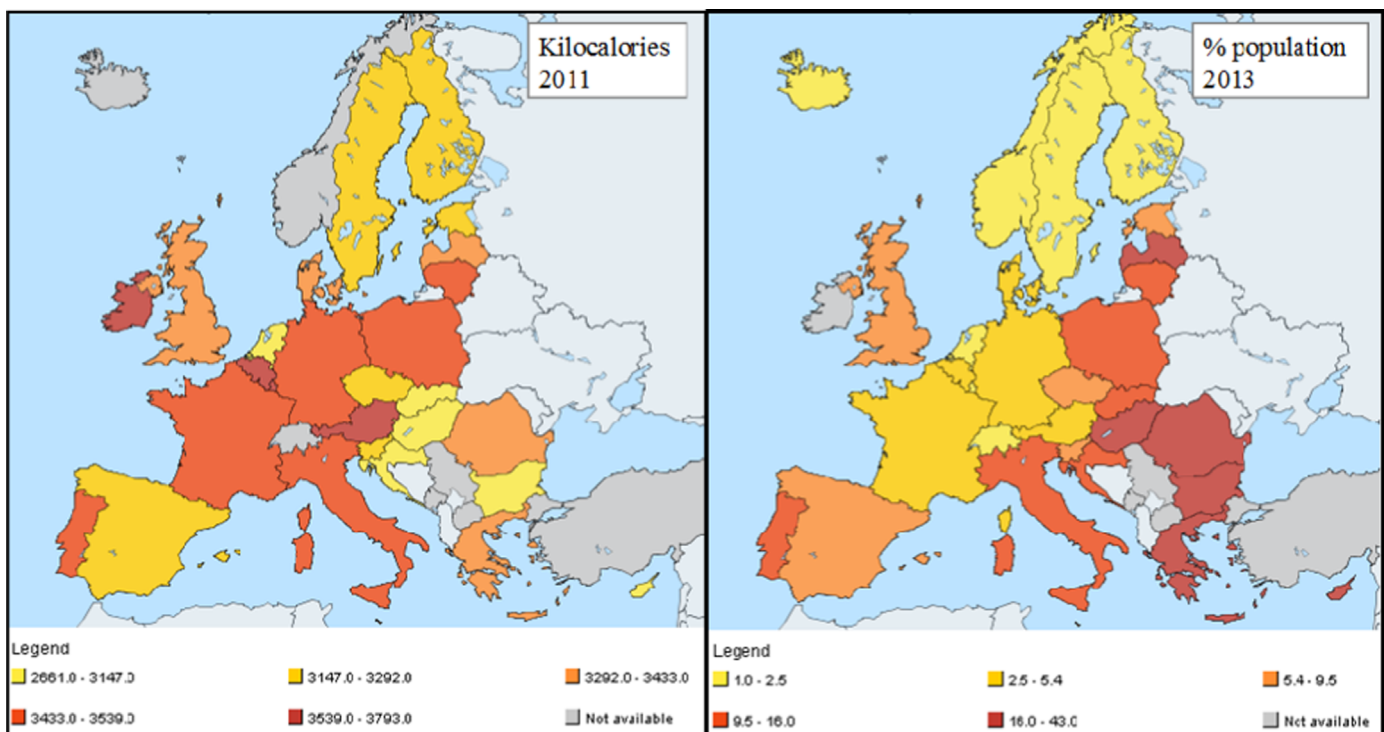 Kilocalories
2011
Legend
2661.0 - 3147.0
3147.0 - 3292.0
3292.0 - 3433.0
3433.0 - 3539.0
3539.0 - 3793.0
Not available
% population
2013
Legend
1.0 - 2.5
2.5 - 5.4
5.4 - 9.5
9.5 - 16.0
16.0 - 43.0
Not available